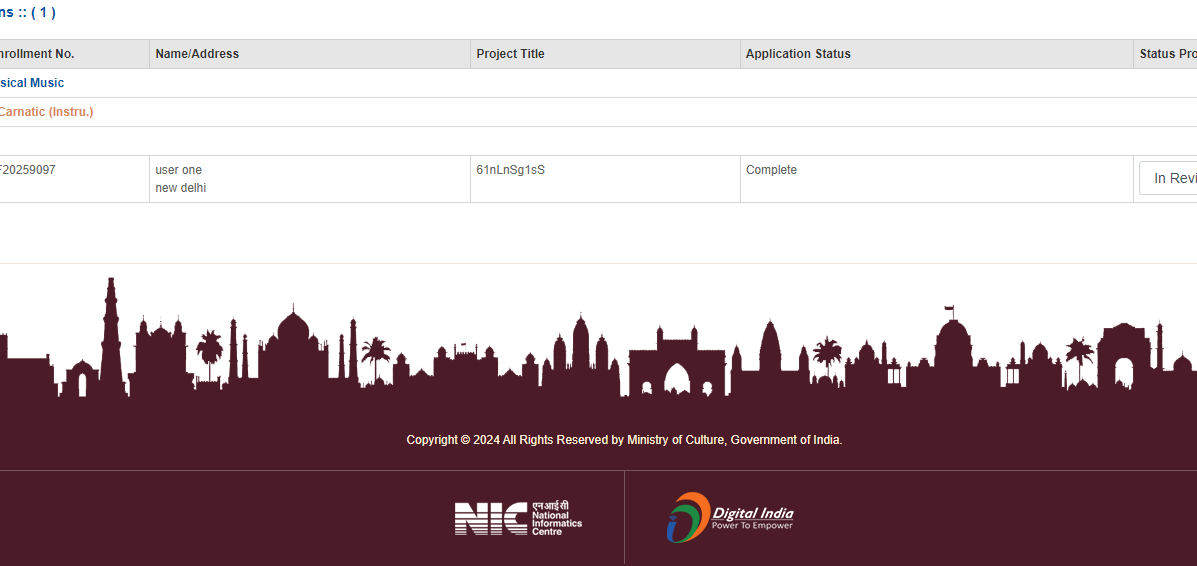 ns :: ( 1 )
nrollment No. Name/Address Project Title Application Status Status Pro
sical Music
Carnatic (Instru.)
F20259097 user one 61nLnSg1sS Complete In Revi
new delhi
Copyright © 2024 All Rights Reserved by Ministry of Culture, Government of India.
NIC एनआईसी
National
Informatics
Centre
Digital India
Power To Empower